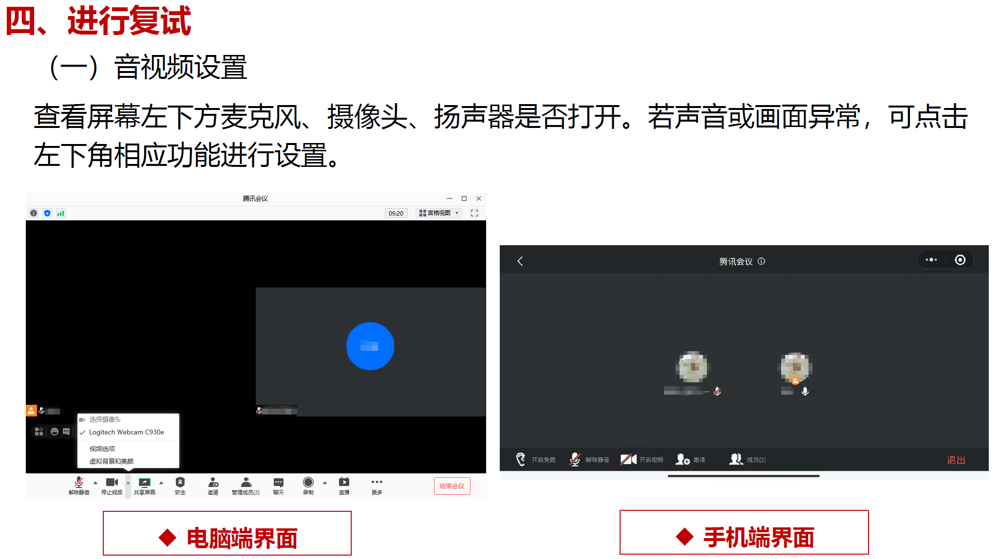 四、进行复试
（一）音视频设置
查看屏幕左下方麦克风、摄像头、扬声器是否打开。若声音或画面异常，可点击
左下角相应功能进行设置。
腾讯会议
09:20
宫格视图
选择摄像头
Logitech Webcam C930e
视频选项
虚拟背景和美颜
解除静音
停止视频
共享屏幕
安全
邀请
管理成员(2)
聊天
录制
直播
更多
结束会议
腾讯会议
开启免提
解除静音
开启视频
邀请
成员(2)
退出
◆ 电脑端界面
◆ 手机端界面